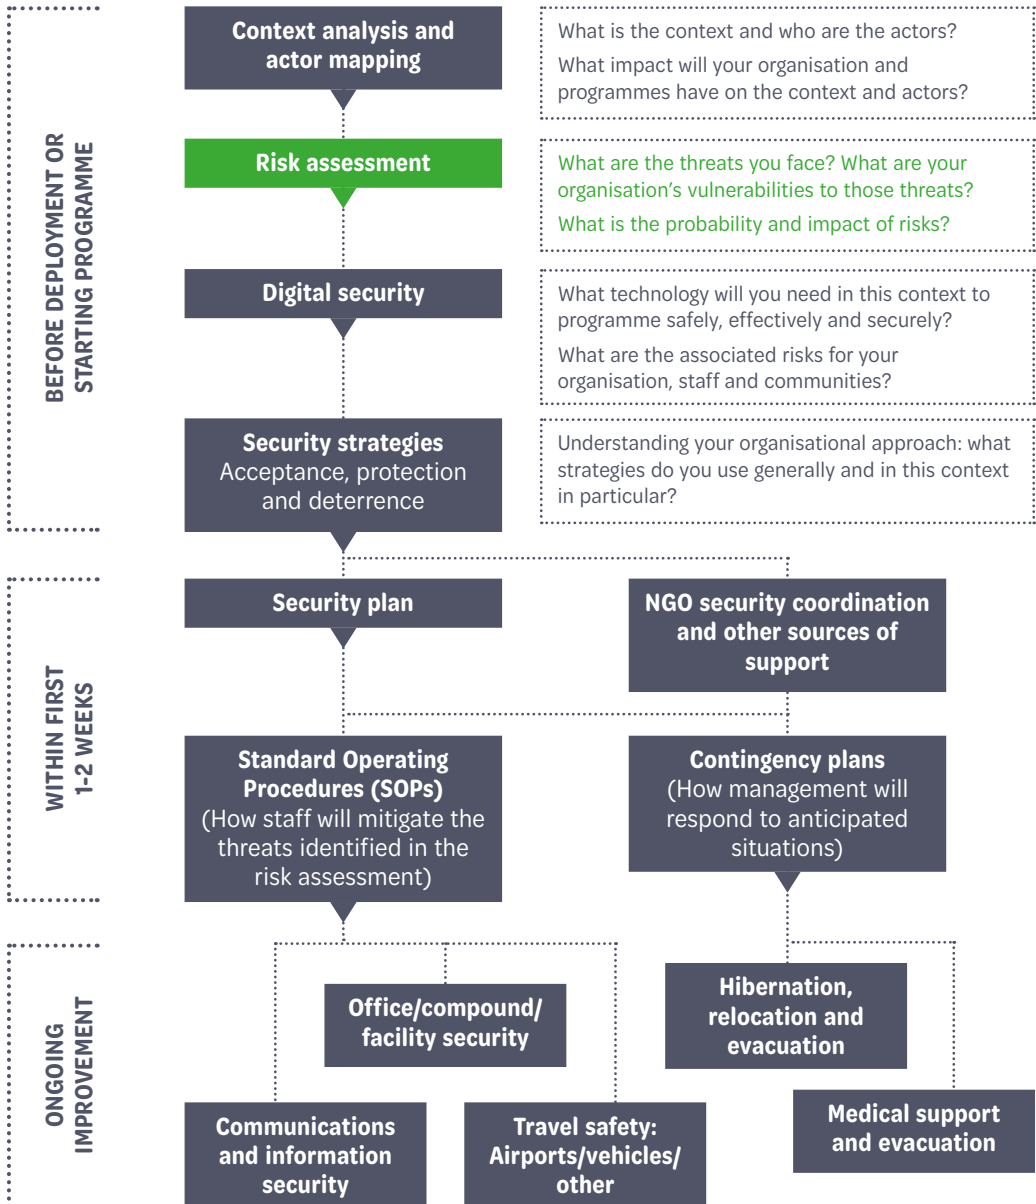 BEFORE DEPLOYMENT OR
STARTING PROGRAMME
Context analysis and
actor mapping
What is the context and who are the actors?
What impact will your organisation and
programmes have on the context and actors?
Risk assessment
What are the threats you face? What are your
organisation’s vulnerabilities to those threats?
What is the probability and impact of risks?
Digital security
What technology will you need in this context to
programme safely, effectively and securely?
What are the associated risks for your
organisation, staff and communities?
Security strategies
Acceptance, protection
and deterrence
Understanding your organisational approach: what
strategies do you use generally and in this context
in particular?
WITHIN FIRST
1-2 WEEKS
Security plan
NGO security coordination
and other sources of
support
Standard Operating
Procedures (SOPs)
(How staff will mitigate the
threats identified in the
risk assessment)
Contingency plans
(How management will
respond to anticipated
situations)
ONGOING
IMPROVEMENT
Office/compound/
facility security
Hibernation,
relocation and
evacuation
Communications
and information
security
Travel safety:
Airports/vehicles/
other
Medical support
and evacuation